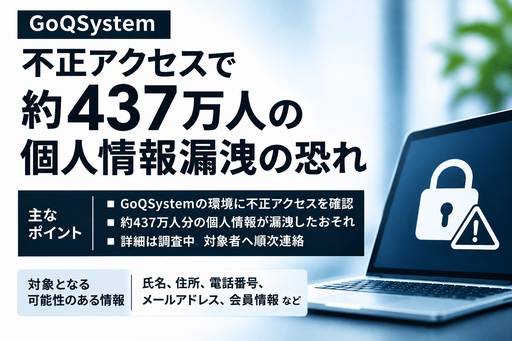 GoQSystem
不正アクセスで
約437万人の
個人情報漏洩の恐れ
主な
ポイント
■ GoQSystemの環境に不正アクセスを確認
■ 約437万人分の個人情報が漏洩したおそれ
■ 詳細は調査中 対象者へ順次連絡
対象となる
可能性のある情報
氏名、住所、電話番号、
メールアドレス、会員情報 など